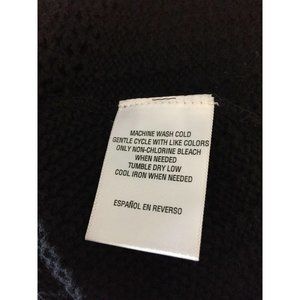 MACHINE WASH COLD
GENTLE CYCLE WITH LIKE COLORS
ONLY NON-CHLORINE BLEACH
WHEN NEEDED
TUMBLE DRY LOW
COOL IRON WHEN NEEDED
ESPAÑOL EN REVERSO